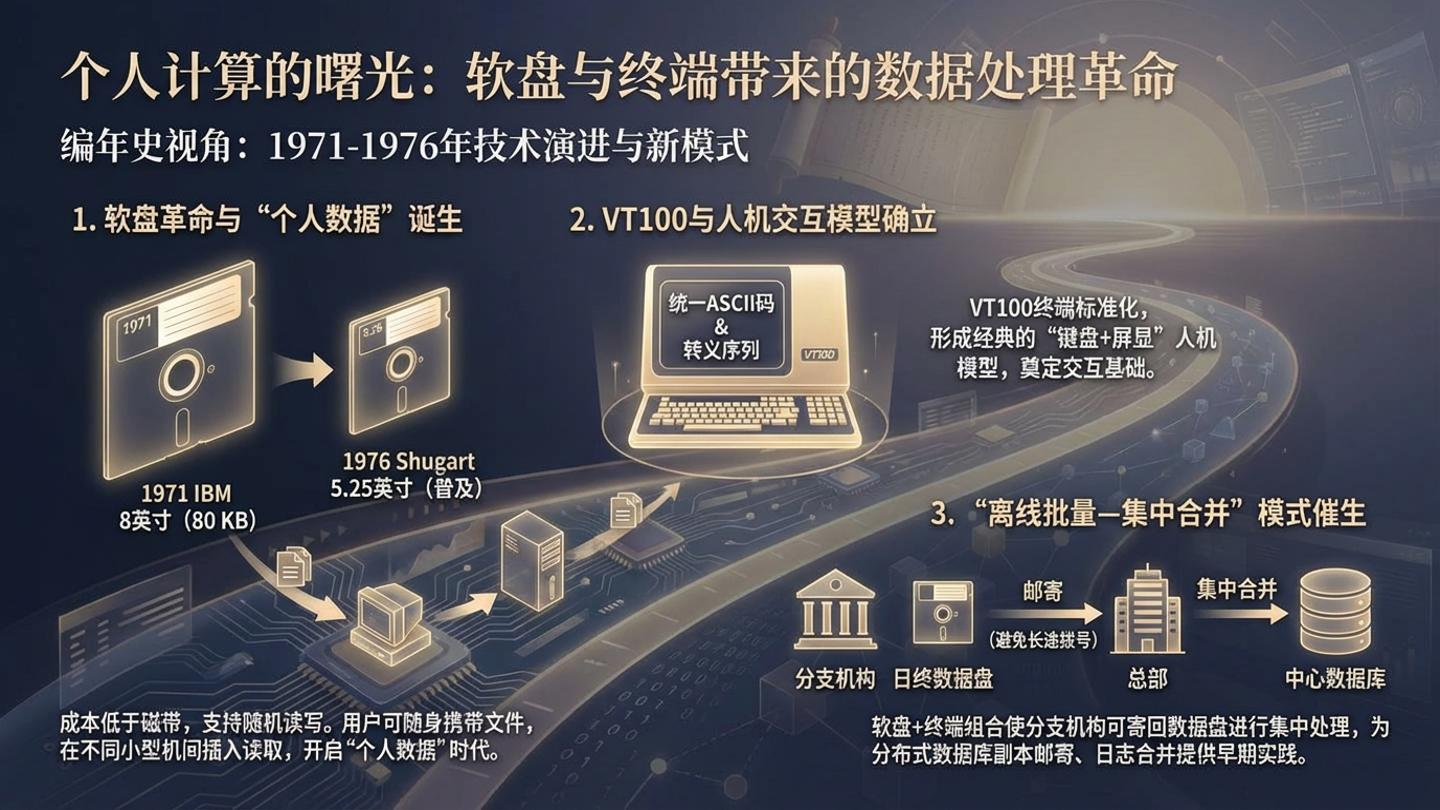 个人计算的曙光：软盘与终端带来的数据处理革命
编年史视角：1971-1976年技术演进与新模式
1. 软盘革命与“个人数据”诞生
1971
1976 Shugart
5.25英寸（普及）
1971 IBM
8英寸（80 KB）
成本低于磁带，支持随机读写。用户可随身携带文件，
在不同小型机间插入读取，开启“个人数据”时代。
2. VT100与人机交互模型确立
统一ASCII码
&
转义序列
VT100
VT100终端标准化，
形成经典的“键盘+屏显”人机
模型，奠定交互基础。
3. “离线批量—集中合并”模式催生
邮寄
（避免长途拨号）
集中合并
分支机构
日终数据盘
总部
中心数据库
软盘+终端组合使分支机构可寄回数据盘进行集中处理，为
分布式数据库副本邮寄、日志合并提供早期实践。